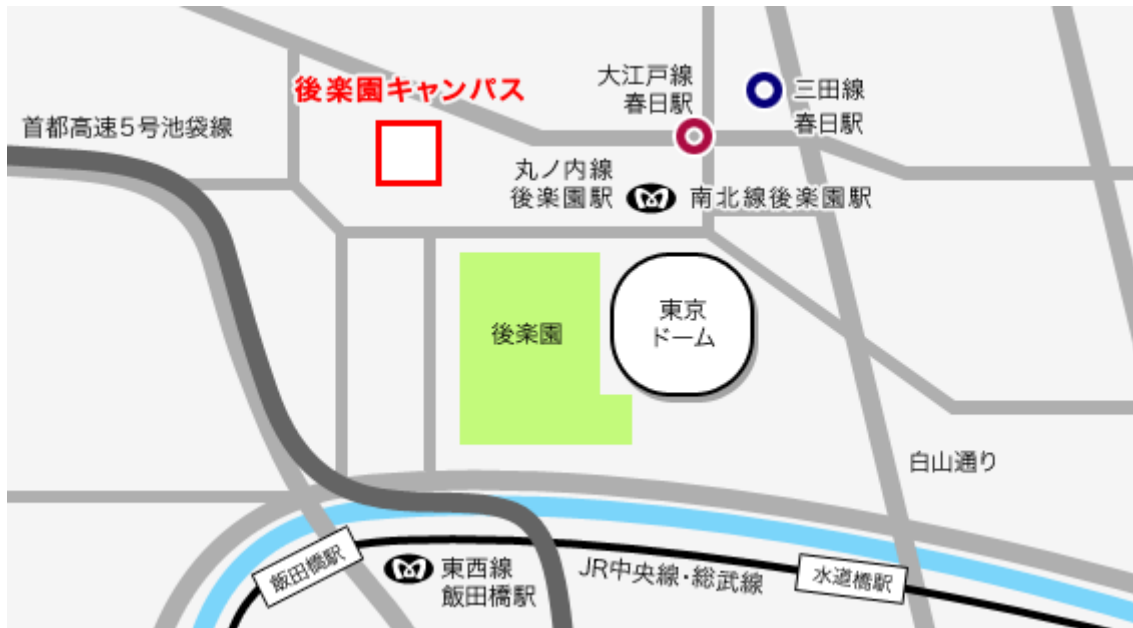 後楽園キャンパス
大江戸線
春日駅
三田線
春日駅
首都高速5号池袋線
丸ノ内線
後楽園駅
南北線後楽園駅
後楽園
東京
ドーム
白山通り
飯田橋駅
東西線
飯田橋駅
JR中央線・総武線
水道橋駅